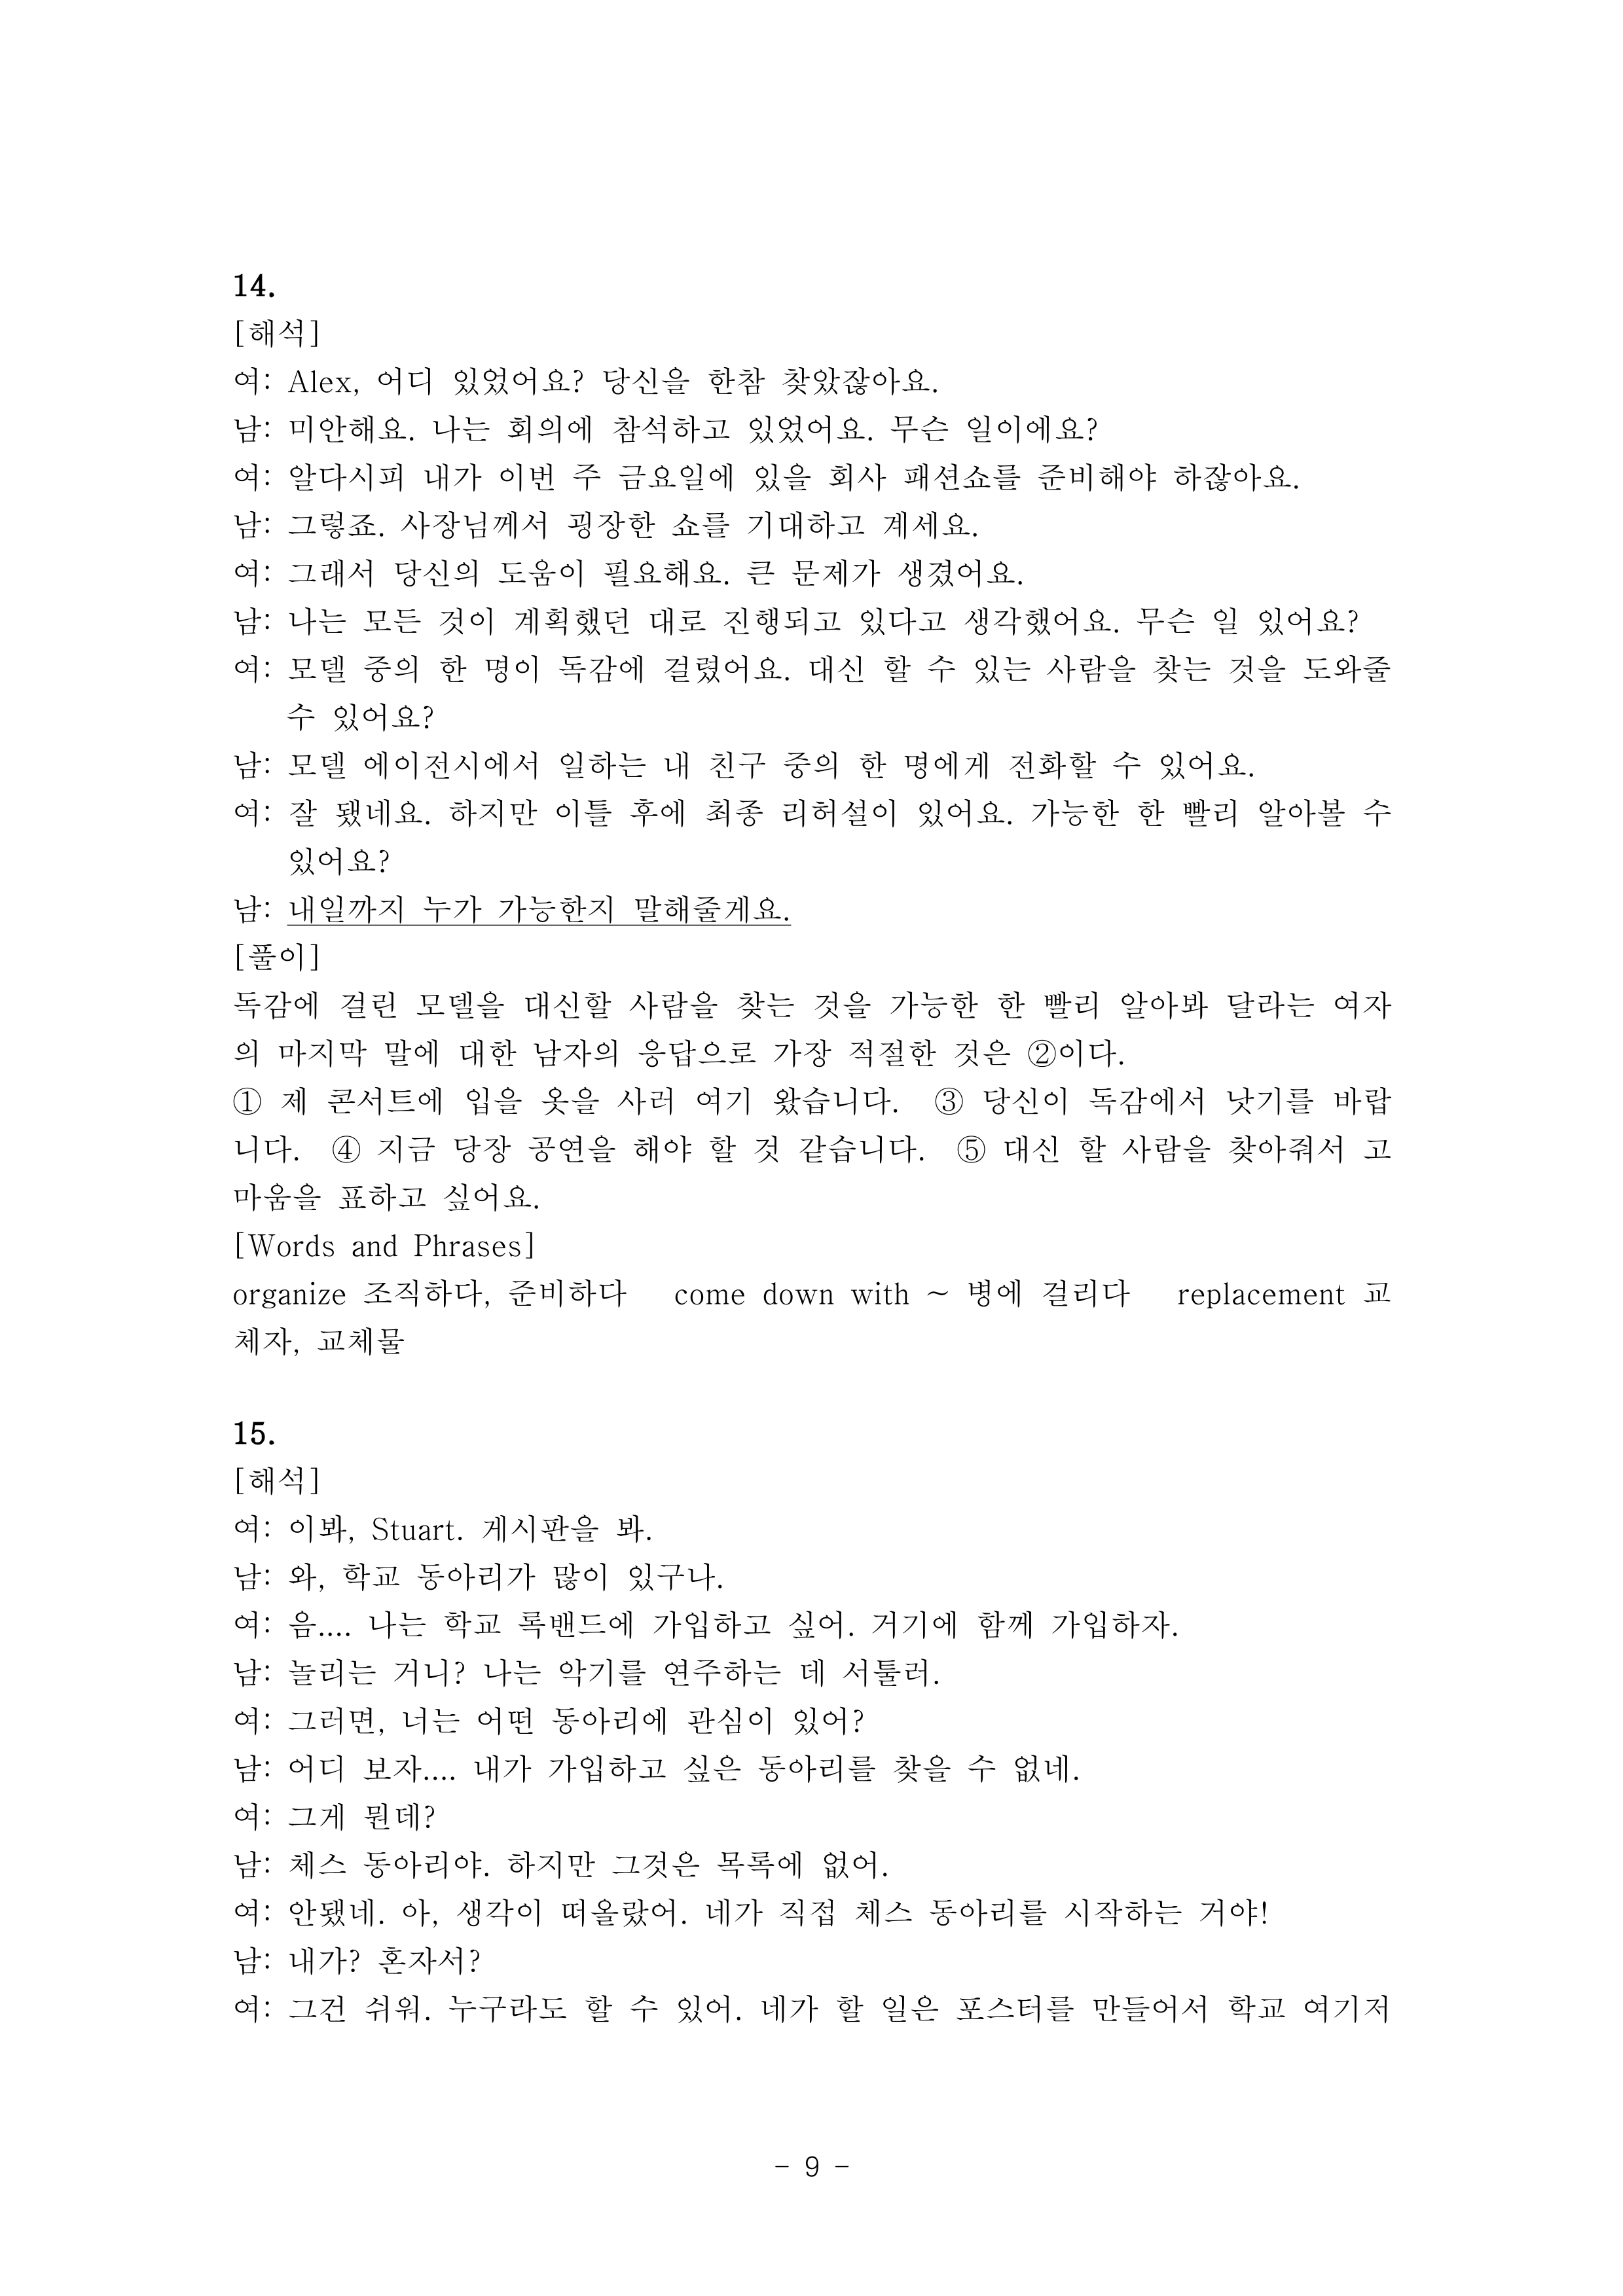 14.
[해석]
여: Alex, 어디 있었어요? 당신을 한참 찾았잖아요.
남: 미안해요. 나는 회의에 참석하고 있었어요. 무슨 일이에요?
여: 알다시피 내가 이번 주 금요일에 있을 회사 패션쇼를 준비해야 하잖아요.
남: 그렇죠. 사장님께서 굉장한 쇼를 기대하고 계세요.
여: 그래서 당신의 도움이 필요해요. 큰 문제가 생겼어요.
남: 나는 모든 것이 계획했던 대로 진행되고 있다고 생각했어요. 무슨 일 있어요?
여: 모델 중의 한 명이 독감에 걸렸어요. 대신 할 수 있는 사람을 찾는 것을 도와줄
수 있어요?
남: 모델 에이전시에서 일하는 내 친구 중의 한 명에게 전화할 수 있어요.
여: 잘 됐네요. 하지만 이틀 후에 최종 리허설이 있어요. 가능한 한 빨리 알아볼 수
있어요?
남: 내일까지 누가 가능한지 말해줄게요.
[풀이]
독감에 걸린 모델을 대신할 사람을 찾는 것을 가능한 한 빨리 알아봐 달라는 여자
의 마지막 말에 대한 남자의 응답으로 가장 적절한 것은 ②이다.
① 제 콘서트에 입을 옷을 사러 여기 왔습니다. ③ 당신이 독감에서 낫기를 바랍
니다. ④ 지금 당장 공연을 해야 할 것 같습니다. ⑤ 대신 할 사람을 찾아줘서 고
마움을 표하고 싶어요.
[Words and Phrases]
organize 조직하다, 준비하다 come down with ~ 병에 걸리다 replacement 교
체자, 교체물
15.
[해석]
여: 이봐, Stuart. 게시판을 봐.
남: 와, 학교 동아리가 많이 있구나.
여: 음.... 나는 학교 록밴드에 가입하고 싶어. 거기에 함께 가입하자.
남: 놀리는 거니? 나는 악기를 연주하는 데 서툴러.
여: 그러면, 너는 어떤 동아리에 관심이 있어?
남: 어디 보자.... 내가 가입하고 싶은 동아리를 찾을 수 없네.
여: 그게 뭔데?
남: 체스 동아리야. 하지만 그것은 목록에 없어.
여: 안됐네. 아, 생각이 떠올랐어. 네가 직접 체스 동아리를 시작하는 거야!
남: 내가? 혼자서?
여: 그건 쉬워. 누구라도 할 수 있어. 네가 할 일은 포스터를 만들어서 학교 여기저
- 9 -